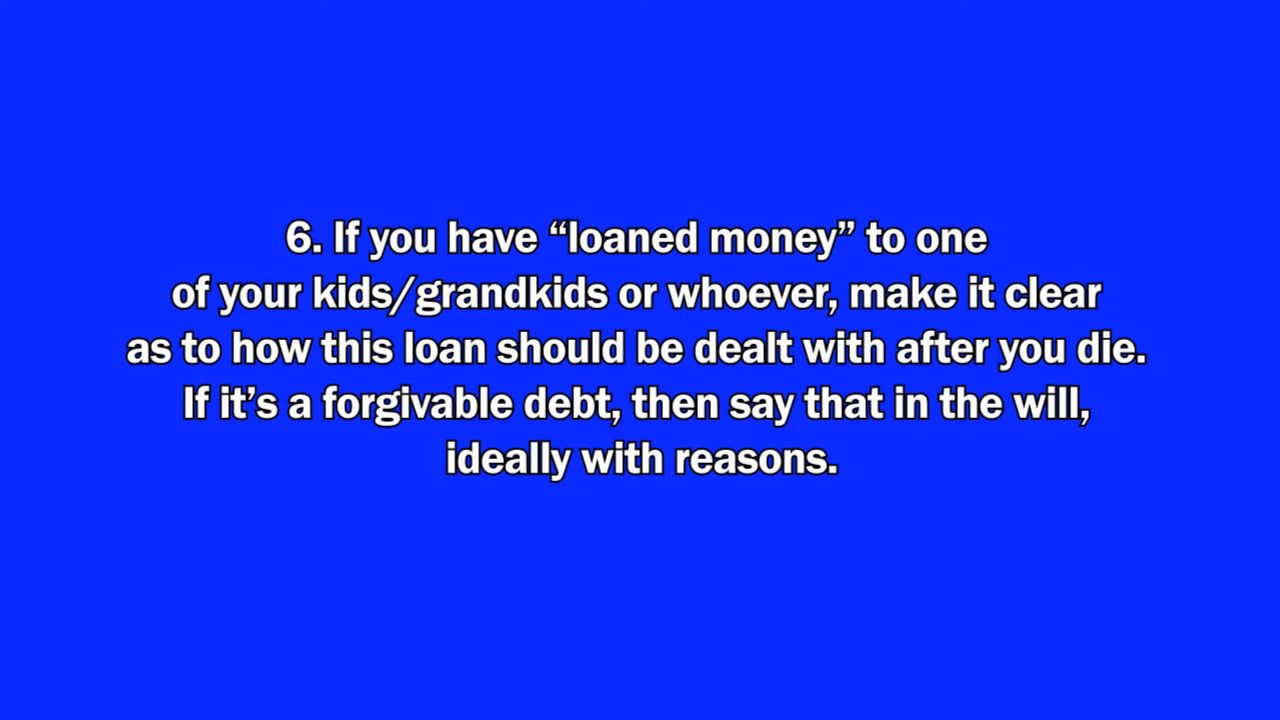 6. If you have “loaned money” to one
of your kids/grandkids or whoever, make it clear
as to how this loan should be dealt with after you die.
If it’s a forgivable debt, then say that in the will,
ideally with reasons.